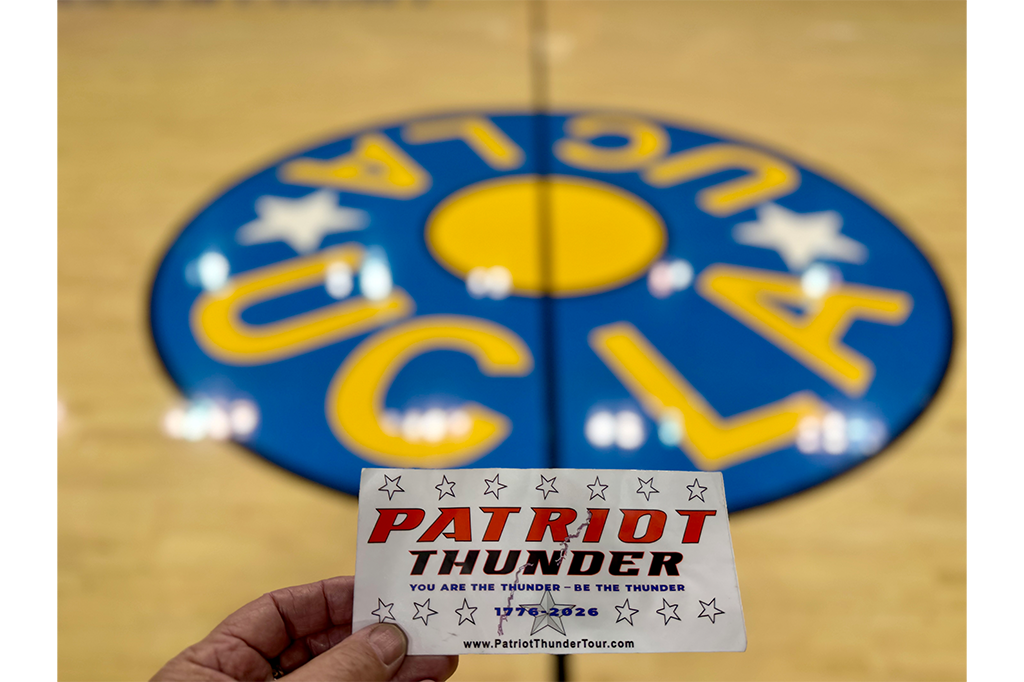 UCLA
UCLA
PATRIOT
THUNDER
YOU ARE THE THUNDER – BE THE THUNDER
1776-2026
www.PatriotThunderTour.com